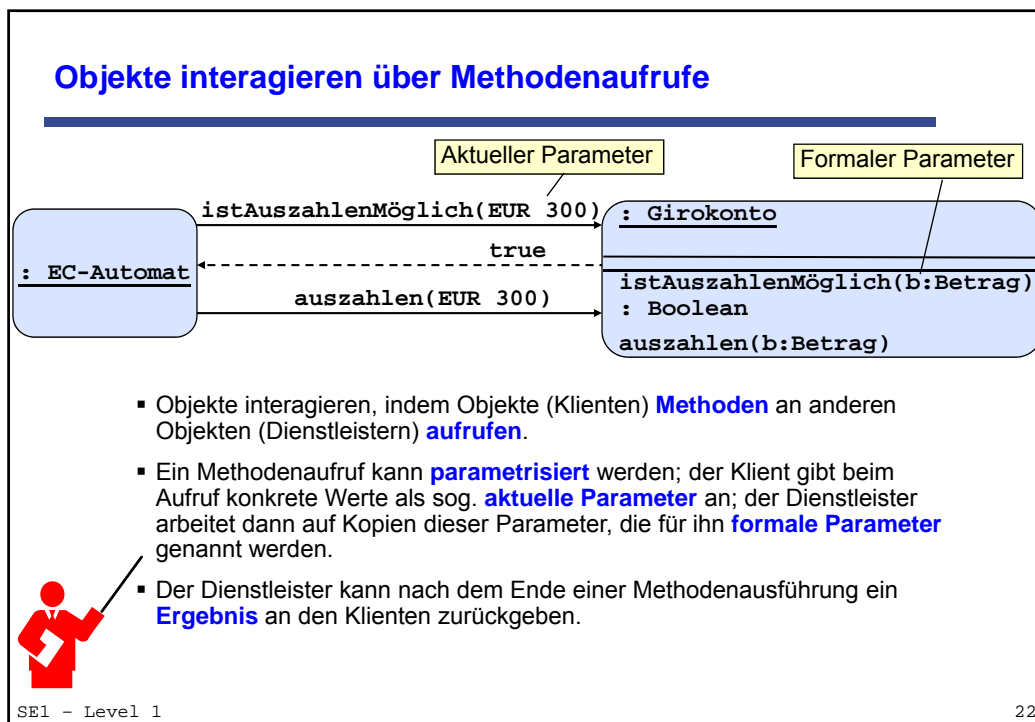 Objekte interagieren über Methodenaufrufe
Aktueller Parameter
Formaler Parameter
istAuszahlenMöglich(EUR 300)
: Girokonto
true
: EC-Automat
istAuszahlenMöglich(b:Betrag)
: Boolean
auszahlen(EUR 300)
auszahlen(b:Betrag)
▪ Objekte interagieren, indem Objekte (Klienten) Methoden an anderen
Objekten (Dienstleistern) aufrufen.
▪ Ein Methodenaufruf kann parametrisiert werden; der Klient gibt beim
Aufruf konkrete Werte als sog. aktuelle Parameter an; der Dienstleister
arbeitet dann auf Kopien dieser Parameter, die für ihn formale Parameter
genannt werden.
▪ Der Dienstleister kann nach dem Ende einer Methodenausführung ein
Ergebnis an den Klienten zurückgeben.
SE1 – Level 1
22